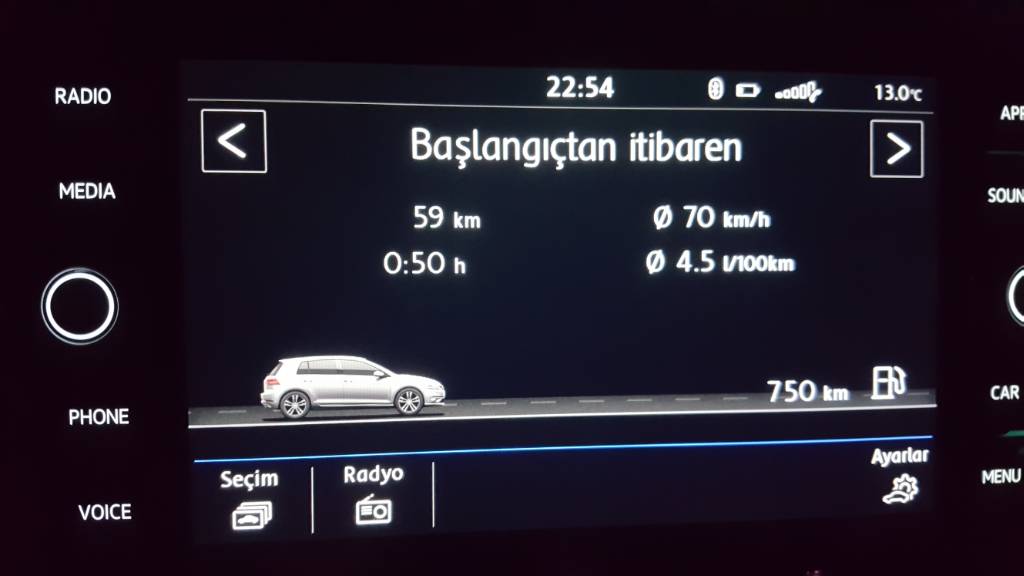 RADIO
MEDIA
PHONE
VOICE
22:54
13.0°C
<
Başlangıçtan itibaren
>
59 km
Ø 70 km/h
0:50 h
Ø 4.5 l/100km
750 km
Seçim
Radyo
Ayarlar
CAR
MENU